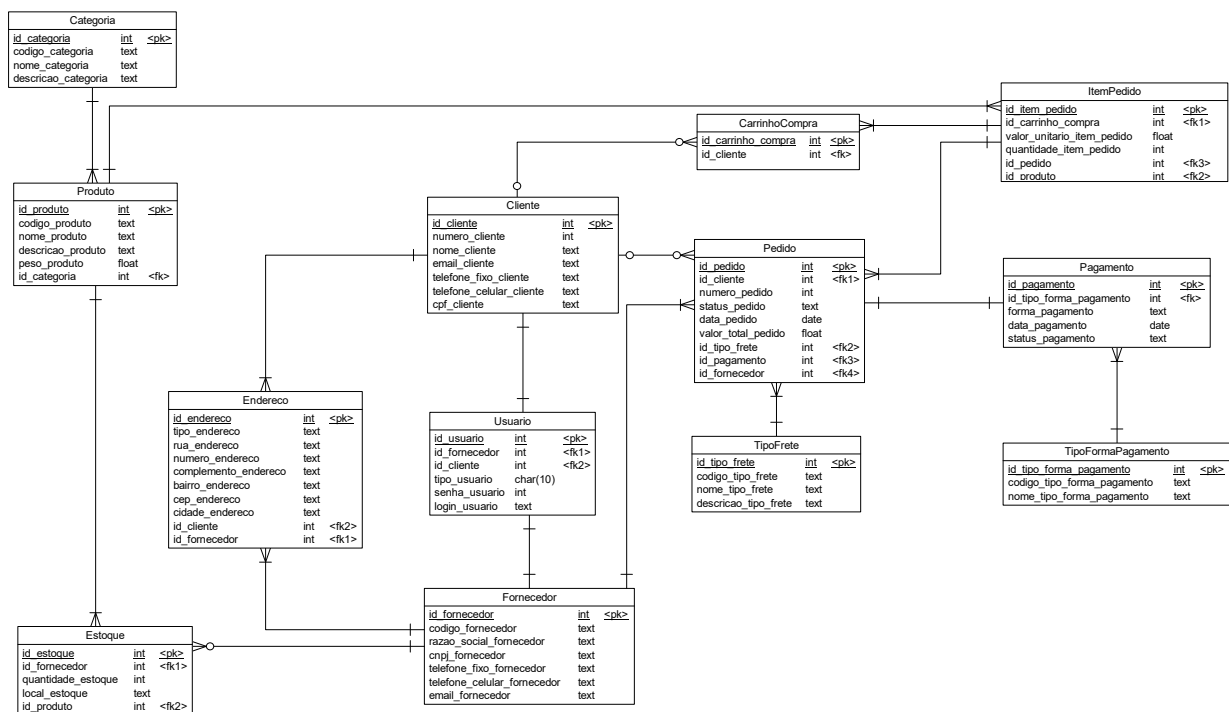 Categoria
id_categoria int <pk>
codigo_categoria text
nome_categoria text
descricao_categoria text
ItemPedido
id_item_pedido int <pk>
id_carrinho_compra int <fk1>
valor_unitario_item_pedido float
quantidade_item_pedido int
id_pedido int <fk3>
id_produto int <fk2>
CarrinhoCompra
id_carrinho_compra int <pk>
id_cliente int <fk>
Produto
id_produto int <pk>
codigo_produto text
nome_produto text
descricao_produto text
peso_produto float
id_categoria int <fk>
Cliente
id_cliente int <pk>
numero_cliente int
nome_cliente text
email_cliente text
telefone_fixo_cliente text
telefone_celular_cliente text
cpf_cliente text
Pedido
id_pedido int <pk>
id_cliente int <fk1>
numero_pedido int
status_pedido text
data_pedido date
valor_total_pedido float
id_tipo_frete int <fk2>
id_pagamento int <fk3>
id_fornecedor int <fk4>
Pagamento
id_pagamento int <pk>
id_tipo_forma_pagamento int <fk>
forma_pagamento text
data_pagamento date
status_pagamento text
Endereco
id_endereco int <pk>
tipo_endereco text
rua_endereco text
numero_endereco text
complemento_endereco text
bairro_endereco text
cep_endereco text
cidade_endereco text
id_cliente int <fk2>
id_fornecedor int <fk1>
Usuario
id_usuario int <pk>
id_fornecedor int <fk1>
id_cliente int <fk2>
tipo_usuario char(10)
senha_usuario int
login_usuario text
TipoFrete
id_tipo_frete int <pk>
codigo_tipo_frete text
nome_tipo_frete text
descricao_tipo_frete text
TipoFormaPagamento
id_tipo_forma_pagamento int <pk>
codigo_tipo_forma_pagamento text
nome_tipo_forma_pagamento text
Fornecedor
id_fornecedor int <pk>
codigo_fornecedor text
razao_social_fornecedor text
cnpj_fornecedor text
telefone_fixo_fornecedor text
telefone_celular_fornecedor text
email_fornecedor text
Estoque
id_estoque int <pk>
id_fornecedor int <fk1>
quantidade_estoque int
local_estoque text
id_produto int <fk2>